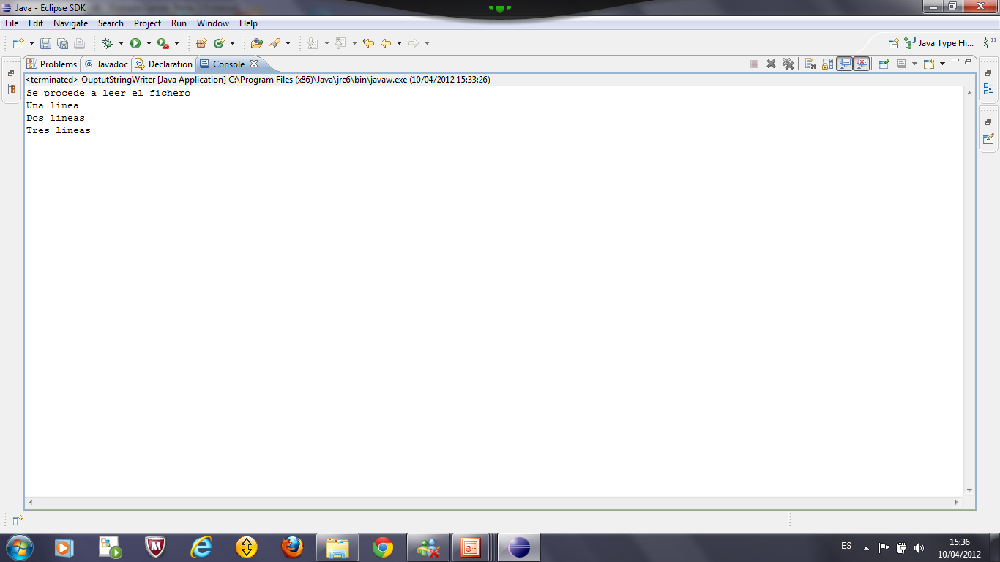 Java - Eclipse SDK
File Edit Navigate Search Project Run Window Help
Java Type Hi...
Problems @ Javadoc Declaration Console
<terminated> OuptutStringWriter [Java Application] C:\Program Files (x86)\Java\jre6\bin\javaw.exe (10/04/2012 15:33:26)
Se procede a leer el fichero
Una linea
Dos lineas
Tres lineas
ES
15:36
10/04/2012